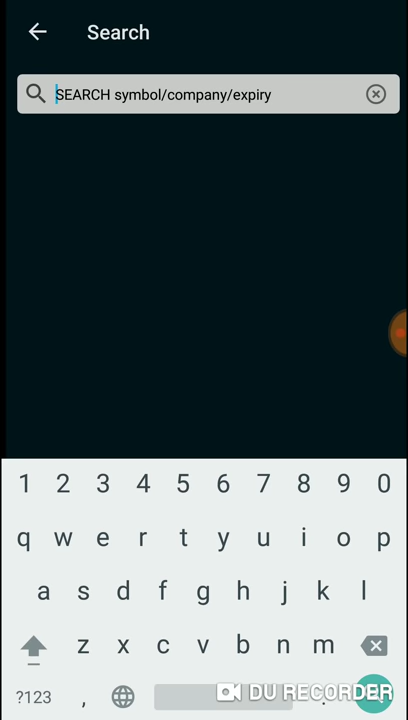 Search
SEARCH symbol/company/expiry
1 2 3 4 5 6 7 8 9 0
q w e r t y u i o p
a s d f g h j k l
z x c v b n m
?123 , .
DU RECORDER